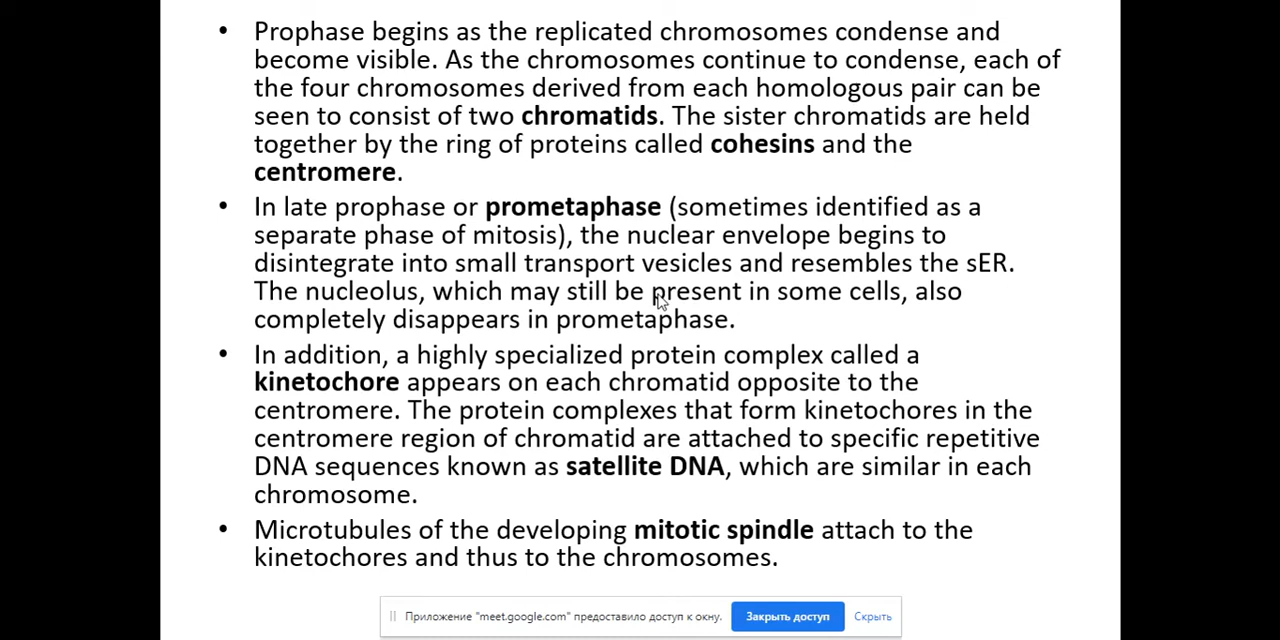 • Prophase begins as the replicated chromosomes condense and
become visible. As the chromosomes continue to condense, each of
the four chromosomes derived from each homologous pair can be
seen to consist of two chromatids. The sister chromatids are held
together by the ring of proteins called cohesins and the
centromere.
• In late prophase or prometaphase (sometimes identified as a
separate phase of mitosis), the nuclear envelope begins to
disintegrate into small transport vesicles and resembles the sER.
The nucleolus, which may still be present in some cells, also
completely disappears in prometaphase.
• In addition, a highly specialized protein complex called a
kinetochore appears on each chromatid opposite to the
centromere. The protein complexes that form kinetochores in the
centromere region of chromatid are attached to specific repetitive
DNA sequences known as satellite DNA, which are similar in each
chromosome.
• Microtubules of the developing mitotic spindle attach to the
kinetochores and thus to the chromosomes.
Приложение "meet.google.com" предоставило доступ к окну. Закрыть доступ Скрыть